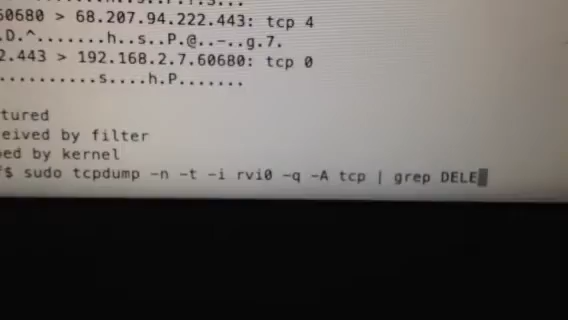 60680 > 68.207.94.222.443: tcp 4
.D.^.......h..s..P.@..-..g.7.
2.443 > 192.168.2.7.60680: tcp 0
..........s....h.P.......
tured
eived by filter
ped by kernel
$ sudo tcpdump -n -t -i rvi0 -q -A tcp | grep DELE